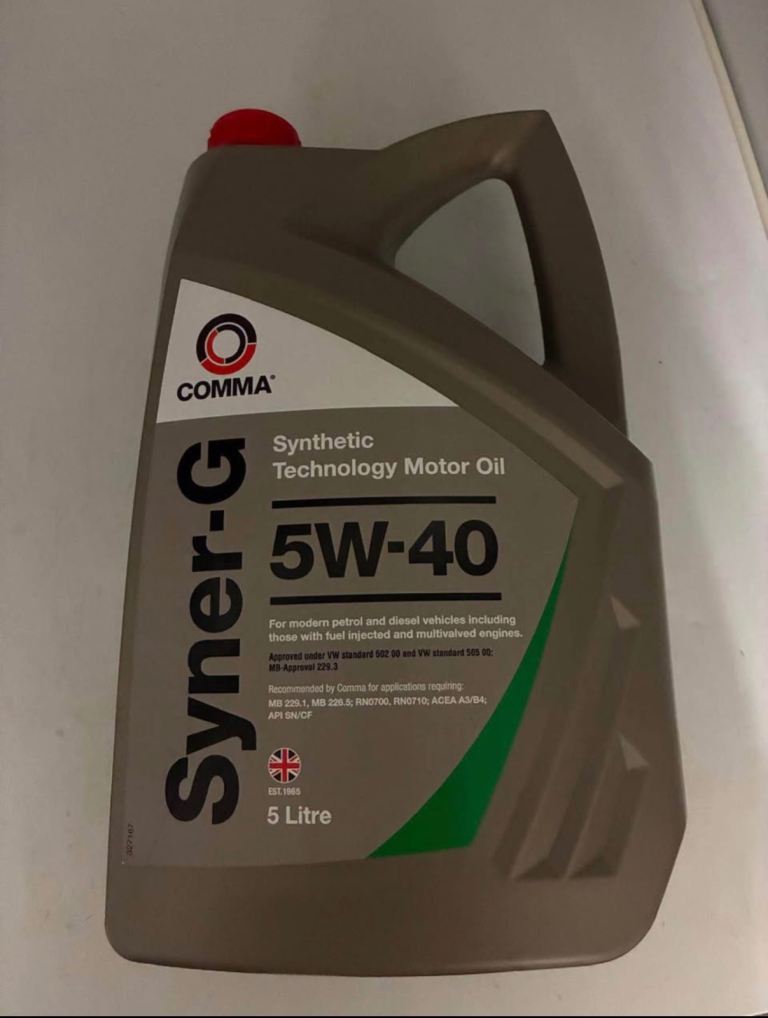 COMMA®
Syner-G
Synthetic
Technology Motor Oil
5W-40
For modern petrol and diesel vehicles including
those with fuel injected and multivalved engines.
Approved under VW standard 502 00 and VW standard 505 00;
MB-Approval 229.3
Recommended by Comma for applications requiring:
MB 229.1, MB 226.5; RN0700, RN0710; ACEA A3/B4;
API SN/CF
EST.1965
5 Litre